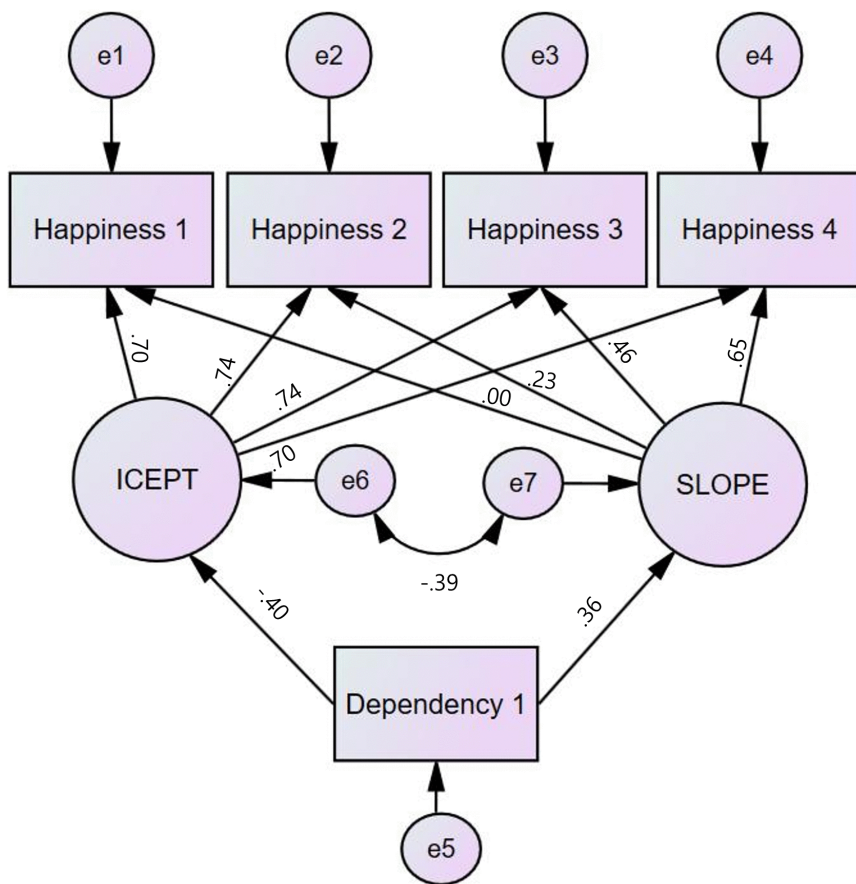 e1
e2
e3
e4
Happiness 1
Happiness 2
Happiness 3
Happiness 4
.70
.74
.74
.70
.00
.23
.46
.65
ICEPT
e6
e7
SLOPE
-.39
-.40
.36
Dependency 1
e5